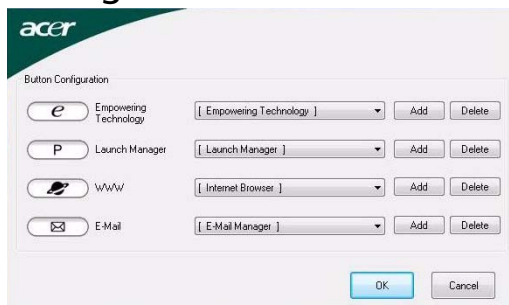 acer
Button Configuration
e Empowering Technology [ Empowering Technology ] Add Delete
P Launch Manager [ Launch Manager ] Add Delete
WWW [ Internet Browser ] Add Delete
E-Mail [ E-Mail Manager ] Add Delete
OK Cancel